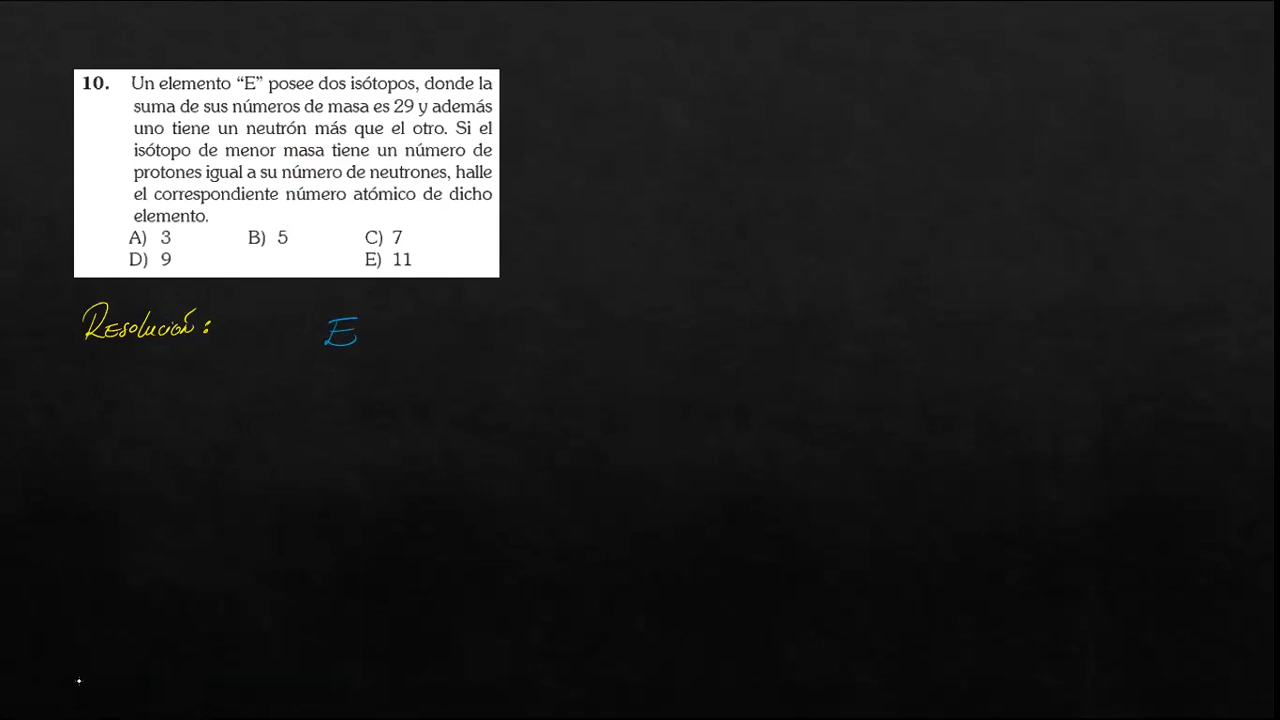 10. Un elemento “E” posee dos isótopos, donde la
suma de sus números de masa es 29 y además
uno tiene un neutrón más que el otro. Si el
isótopo de menor masa tiene un número de
protones igual a su número de neutrones, halle
el correspondiente número atómico de dicho
elemento.
A) 3 B) 5 C) 7
D) 9 E) 11
Resolución: E